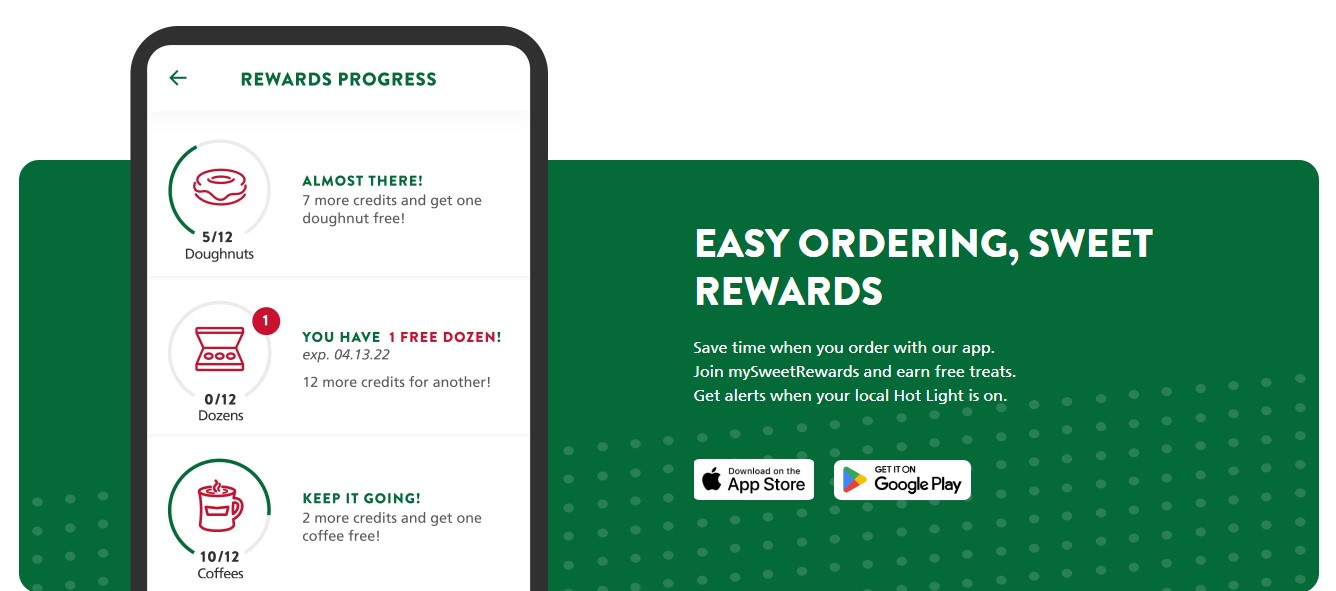 REWARDS PROGRESS
5/12
Doughnuts
ALMOST THERE!
7 more credits and get one
doughnut free!
1
0/12
Dozens
YOU HAVE 1 FREE DOZEN!
exp. 04.13.22
12 more credits for another!
10/12
Coffees
KEEP IT GOING!
2 more credits and get one
coffee free!
EASY ORDERING, SWEET
REWARDS
Save time when you order with our app.
Join mySweetRewards and earn free treats.
Get alerts when your local Hot Light is on.
Download on the
App Store
GET IT ON
Google Play